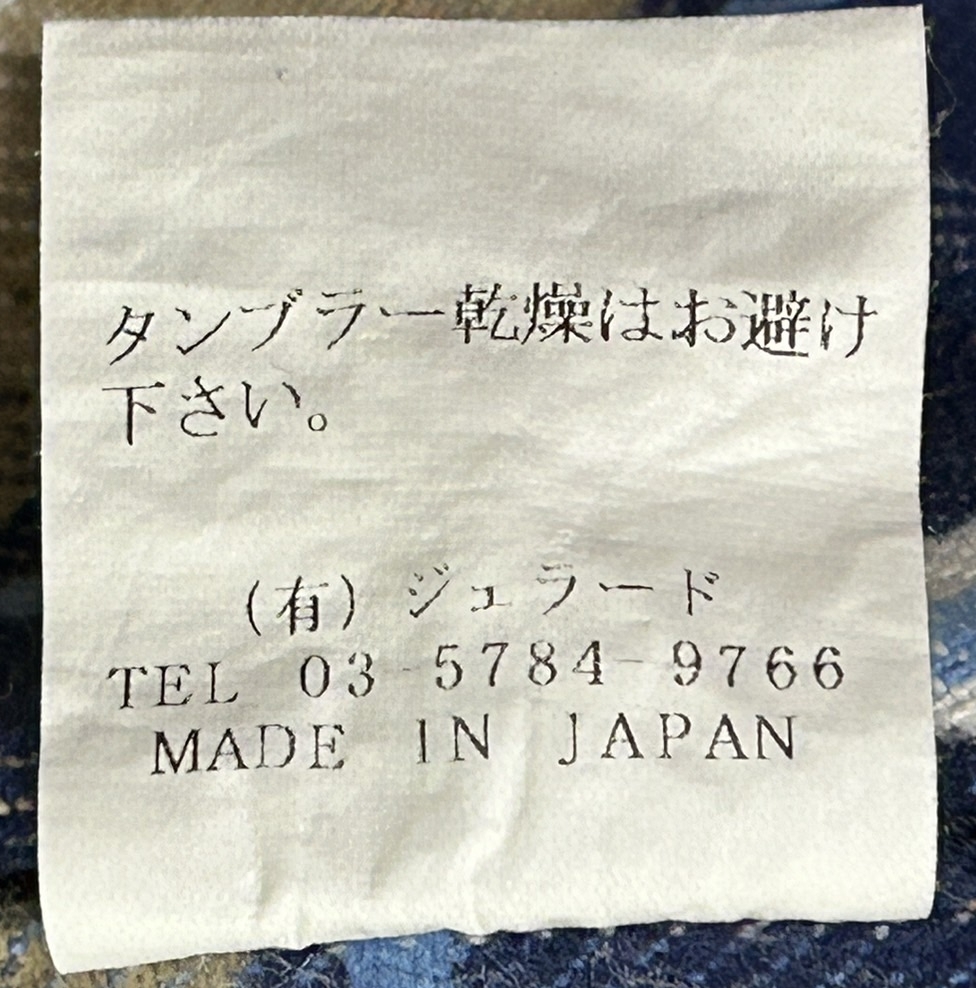 タンブラー乾燥はお避け
下さい。
(有) ジュラード
TEL 03-5784-9766
MADE IN JAPAN